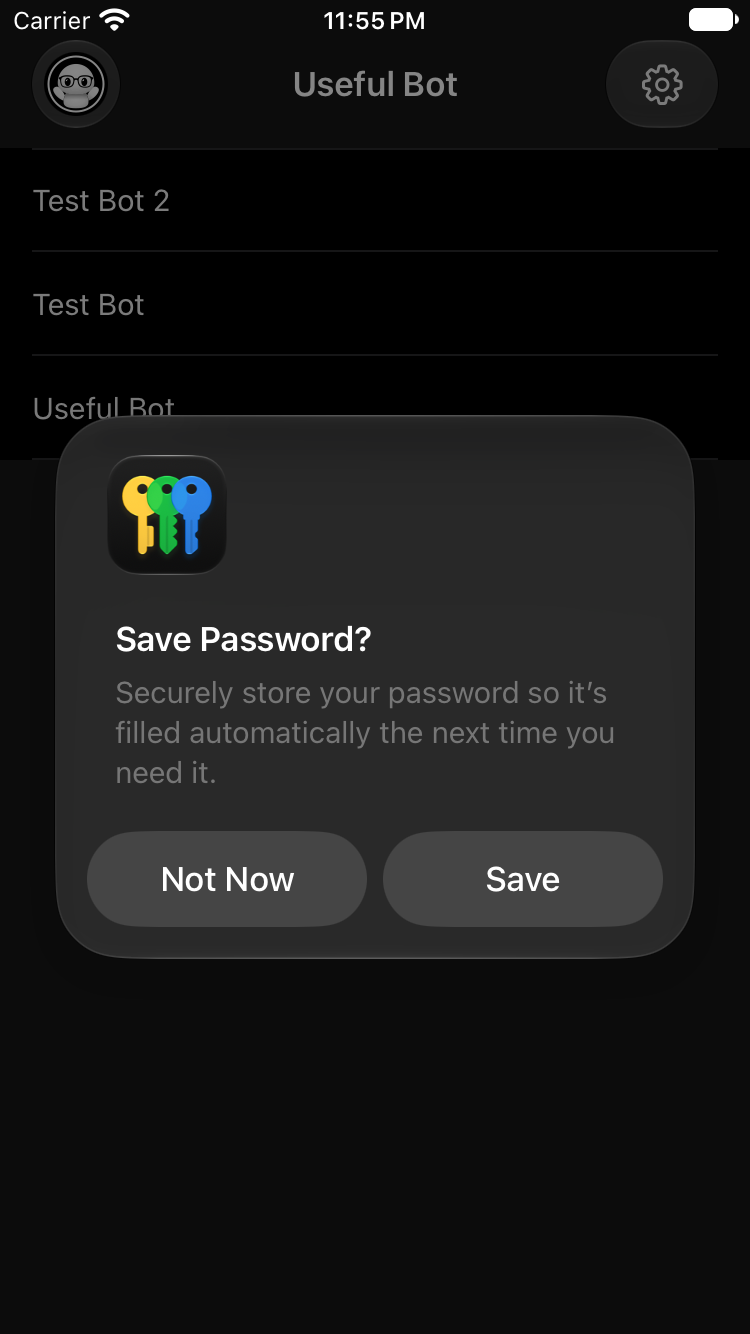 Carrier 11:55 PM
Useful Bot
Test Bot 2
Test Bot
Useful Bot
Save Password?
Securely store your password so it’s
filled automatically the next time you
need it.
Not Now Save